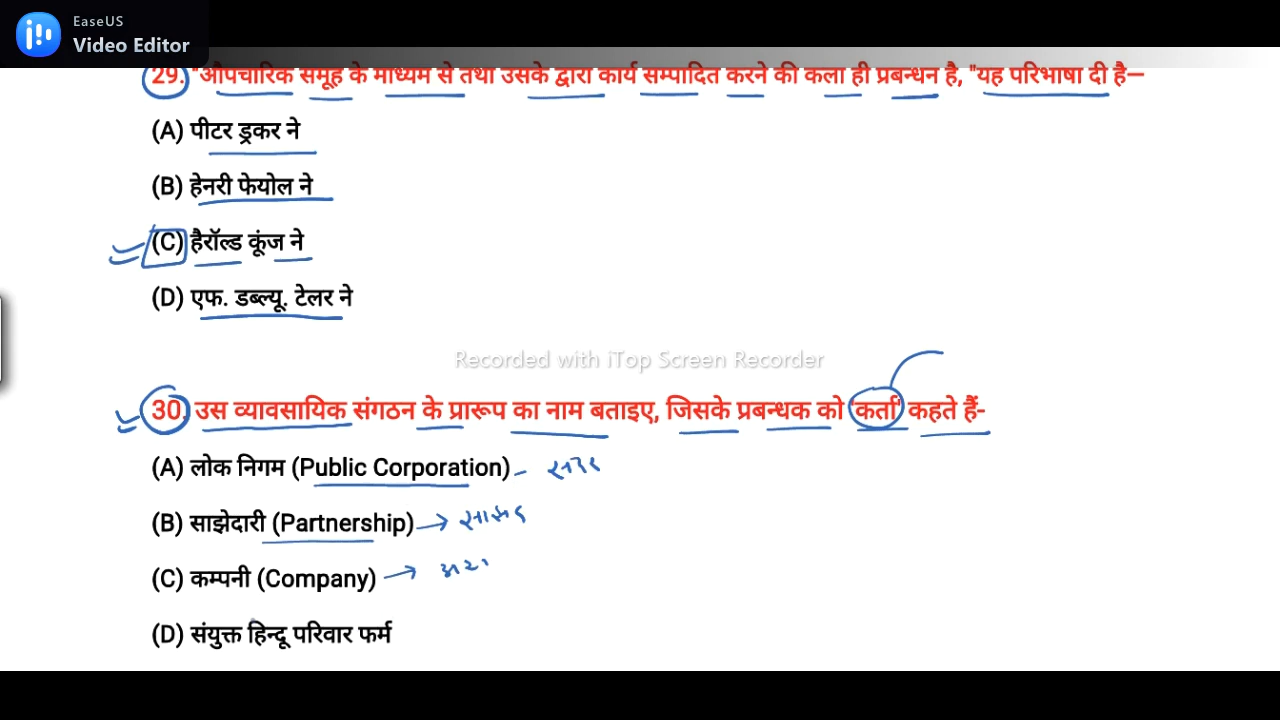 EaseUS
Video Editor
29. "औपचारिक समूह के माध्यम से तथा उसके द्वारा कार्य सम्पादित करने की कला ही प्रबन्धन है, "यह परिभाषा दी है—
(A) पीटर ड्रकर ने
(B) हेनरी फेयोल ने
(C) हैरॉल्ड कूंज ने
(D) एफ. डब्ल्यू. टेलर ने
Recorded with iTop Screen Recorder
30. उस व्यावसायिक संगठन के प्रारूप का नाम बताइए, जिसके प्रबन्धक को 'कर्ता' कहते हैं-
(A) लोक निगम (Public Corporation)
(B) साझेदारी (Partnership)
(C) कम्पनी (Company)
(D) संयुक्त हिन्दू परिवार फर्म